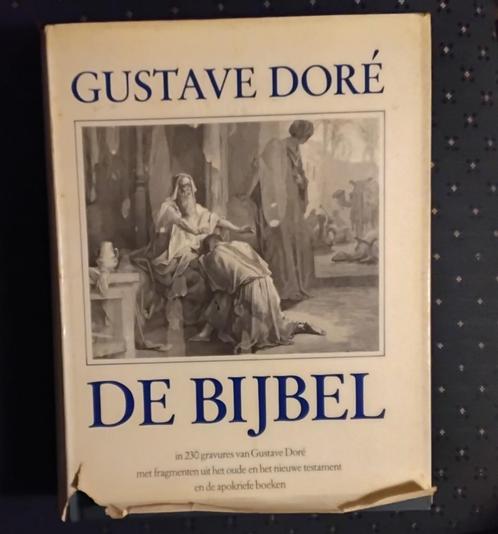 GUSTAVE DORÉ
DE BIJBEL
in 230 gravures van Gustave Doré
met fragmenten uit het oude en het nieuwe testament
en de apokriefe boeken